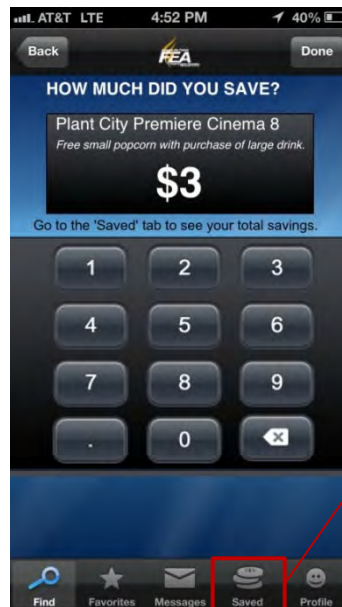 AT&T LTE 4:52 PM 40%
Back FEA Done
HOW MUCH DID YOU SAVE?
Plant City Premiere Cinema 8
Free small popcorn with purchase of large drink.
$3
Go to the 'Saved' tab to see your total savings.
1 2 3
4 5 6
7 8 9
. 0
Find Favorites Messages Saved Profile